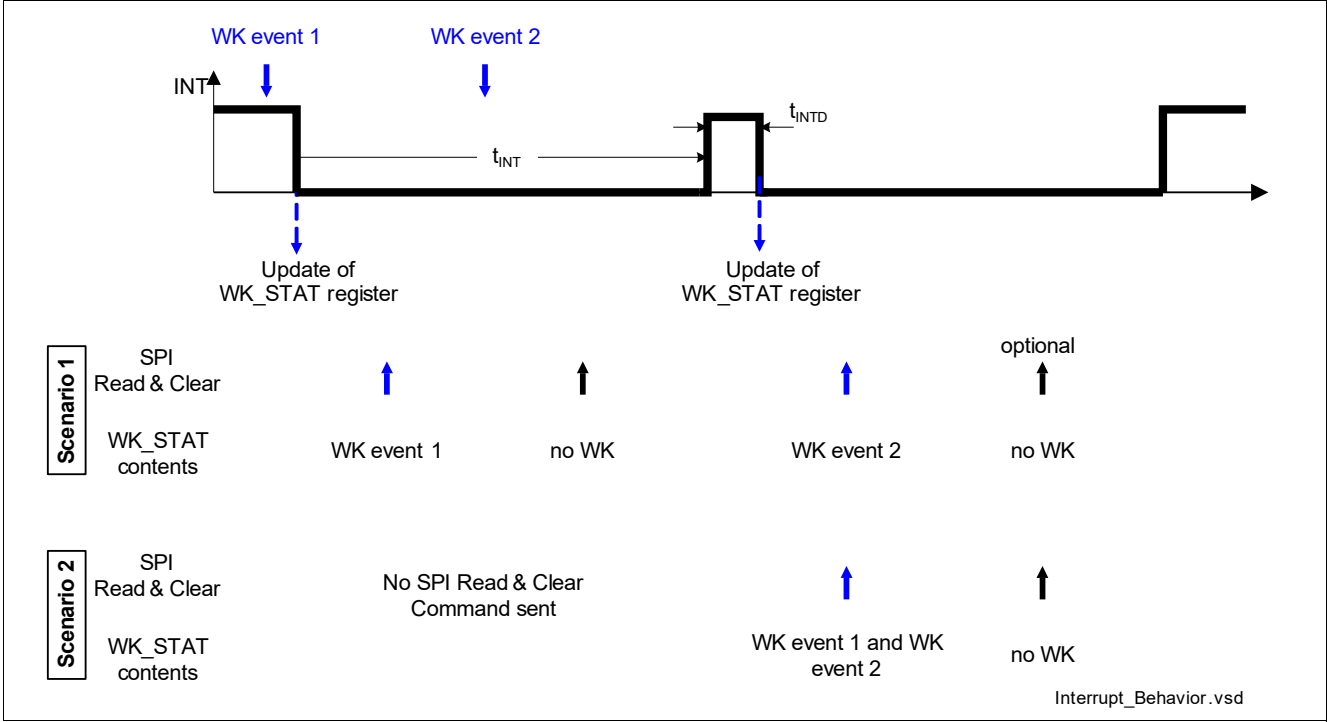 WK event 1
WK event 2
INT
tINTD
tINT
Update of
WK_STAT register
Update of
WK_STAT register
Scenario 1
SPI
Read & Clear
optional
WK_STAT
contents
WK event 1
no WK
WK event 2
no WK
Scenario 2
SPI
Read & Clear
No SPI Read & Clear
Command sent
WK_STAT
contents
WK event 1 and WK
event 2
no WK
Interrupt_Behavior.vsd